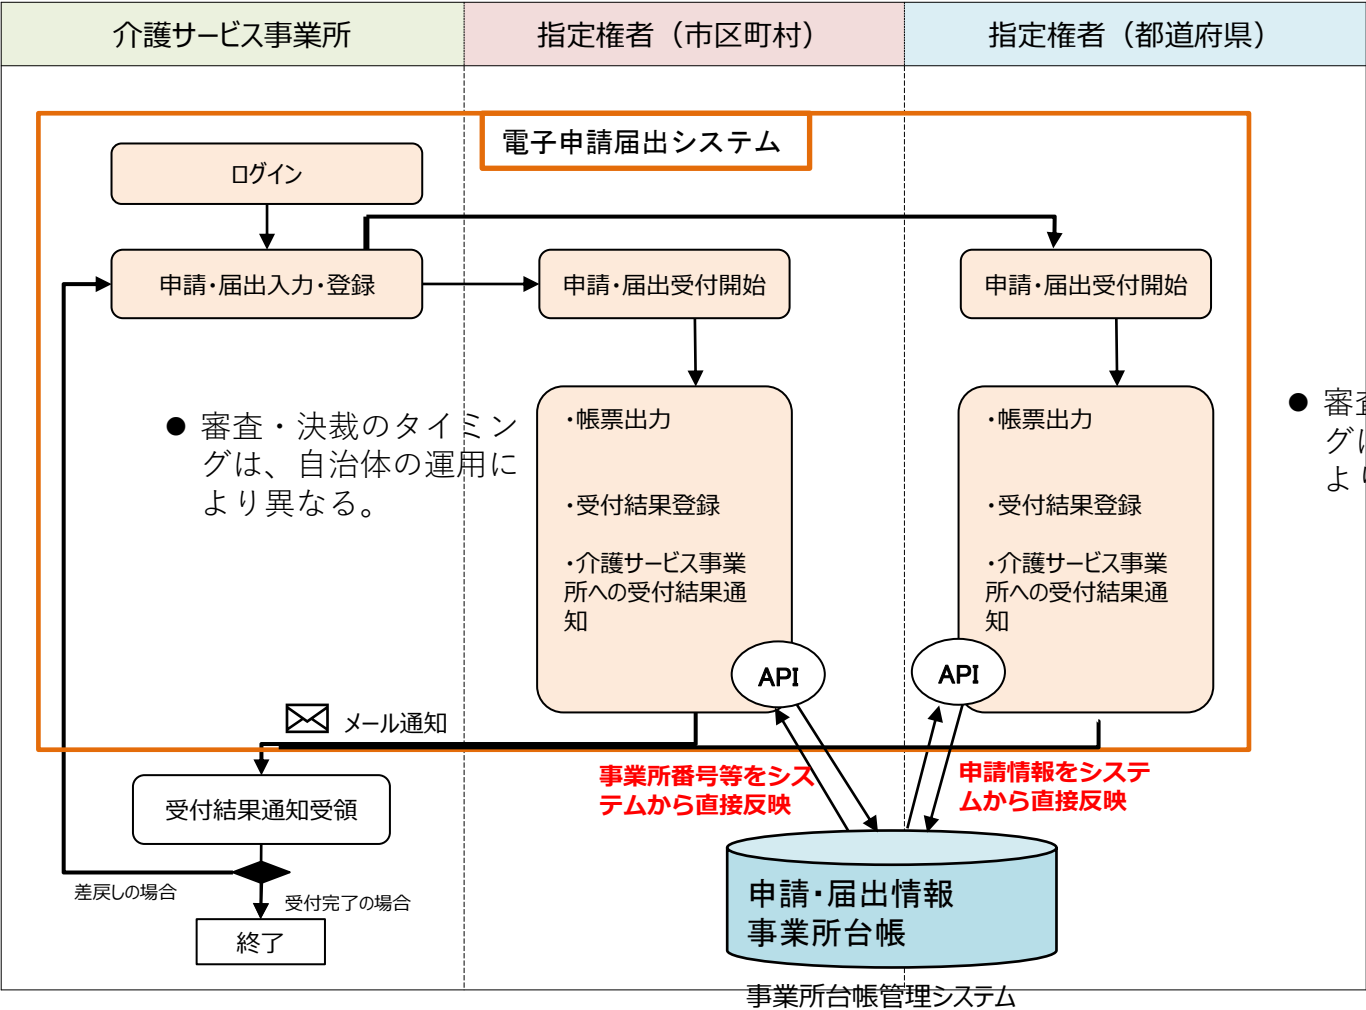 介護サービス事業所
指定権者（市区町村）
指定権者（都道府県）
電子申請届出システム
ログイン
申請・届出入力・登録
申請・届出受付開始
申請・届出受付開始
● 審査・決裁のタイミン
グは、自治体の運用に
より異なる。
・帳票出力
・受付結果登録
・介護サービス事業
所への受付結果通
知
・帳票出力
・受付結果登録
・介護サービス事業
所への受付結果通
知
● 審
グ
よ
API
API
メール通知
事業所番号等をシス
テムから直接反映
申請情報をシステ
ムから直接反映
受付結果通知受領
差戻しの場合
受付完了の場合
終了
申請・届出情報
事業所台帳
事業所台帳管理システム